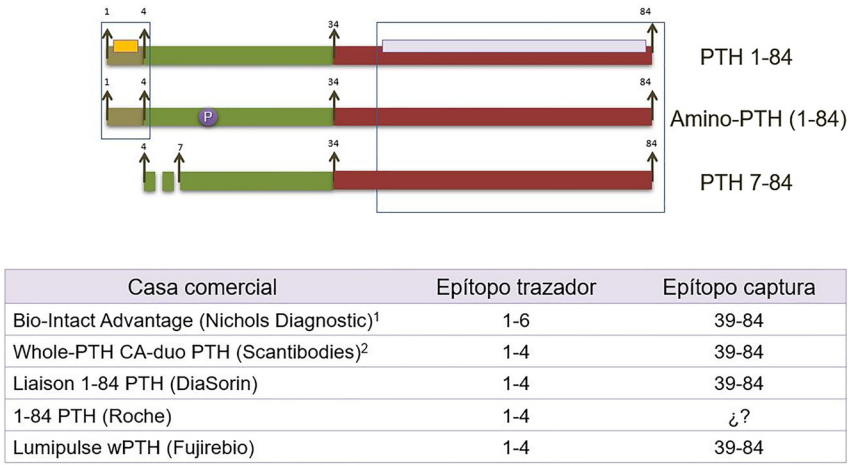 1 4 34 84
PTH 1-84
1 4 34 84
P
Amino-PTH (1-84)
4 7 34 84
PTH 7-84
Casa comercial Epítopo trazador Epítopo captura
Bio-Intact Advantage (Nichols Diagnostic)¹ 1-6 39-84
Whole-PTH CA-duo PTH (Scantibodies)² 1-4 39-84
Liaison 1-84 PTH (DiaSorin) 1-4 39-84
1-84 PTH (Roche) 1-4 ¿?
Lumipulse wPTH (Fujirebio) 1-4 39-84